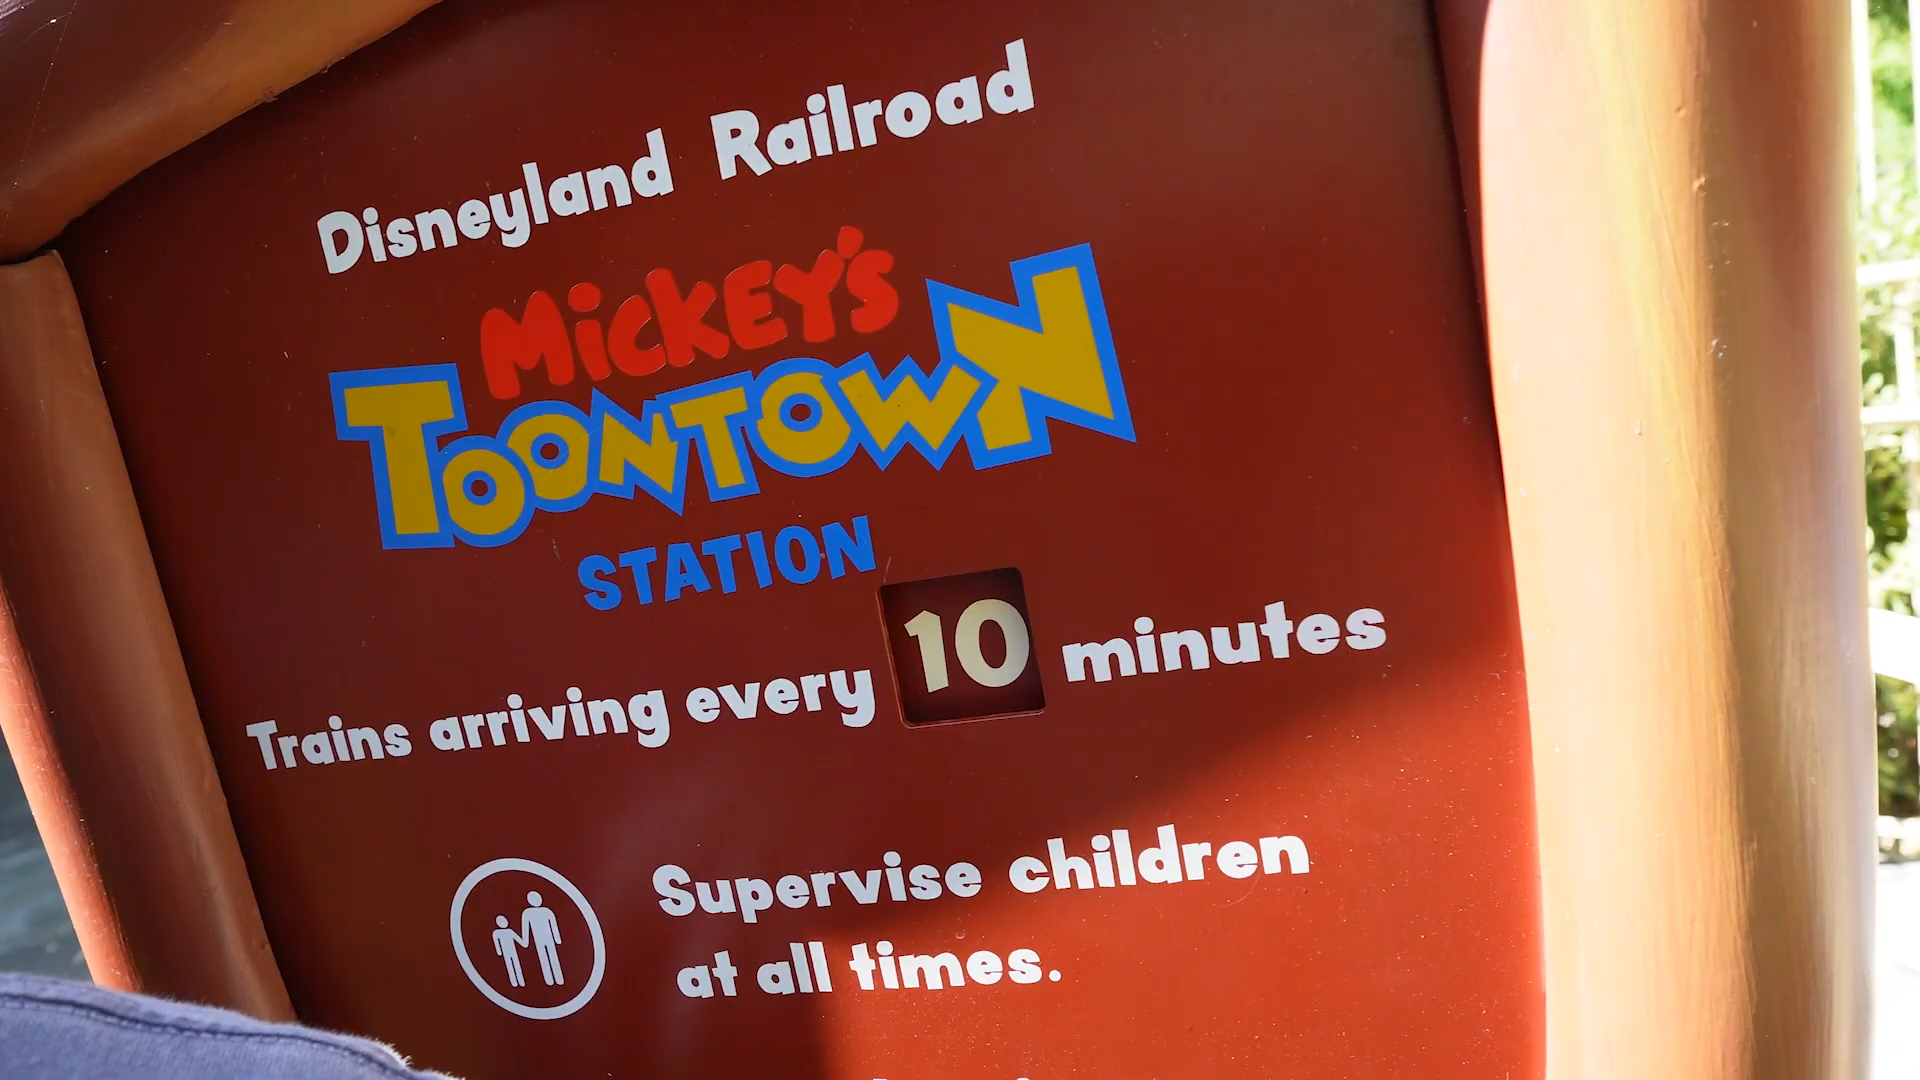 Disneyland Railroad
MICKEY'S
TOONTOWN
STATION
Trains arriving every 10 minutes
Supervise children
at all times.